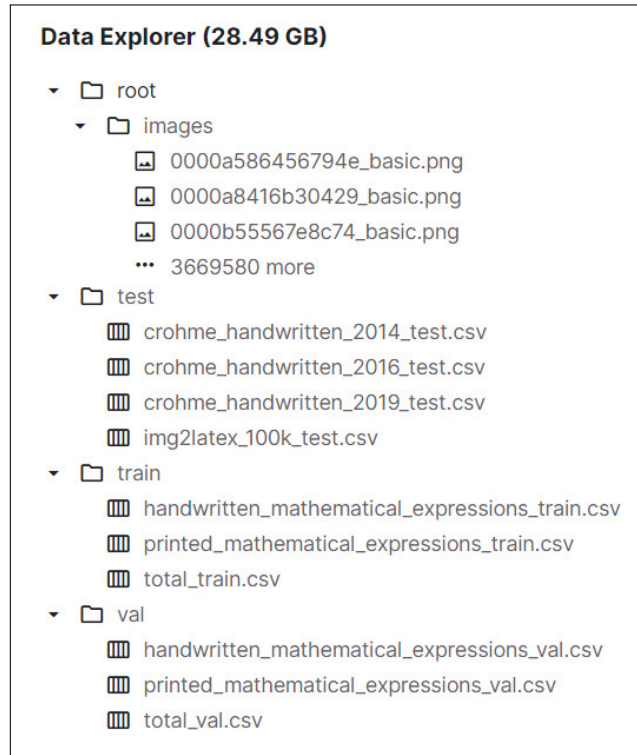 Data Explorer (28.49 GB)
root
images
0000a586456794e_basic.png
0000a8416b30429_basic.png
0000b55567e8c74_basic.png
3669580 more
test
crohme_handwritten_2014_test.csv
crohme_handwritten_2016_test.csv
crohme_handwritten_2019_test.csv
img2latex_100k_test.csv
train
handwritten_mathematical_expressions_train.csv
printed_mathematical_expressions_train.csv
total_train.csv
val
handwritten_mathematical_expressions_val.csv
printed_mathematical_expressions_val.csv
total_val.csv